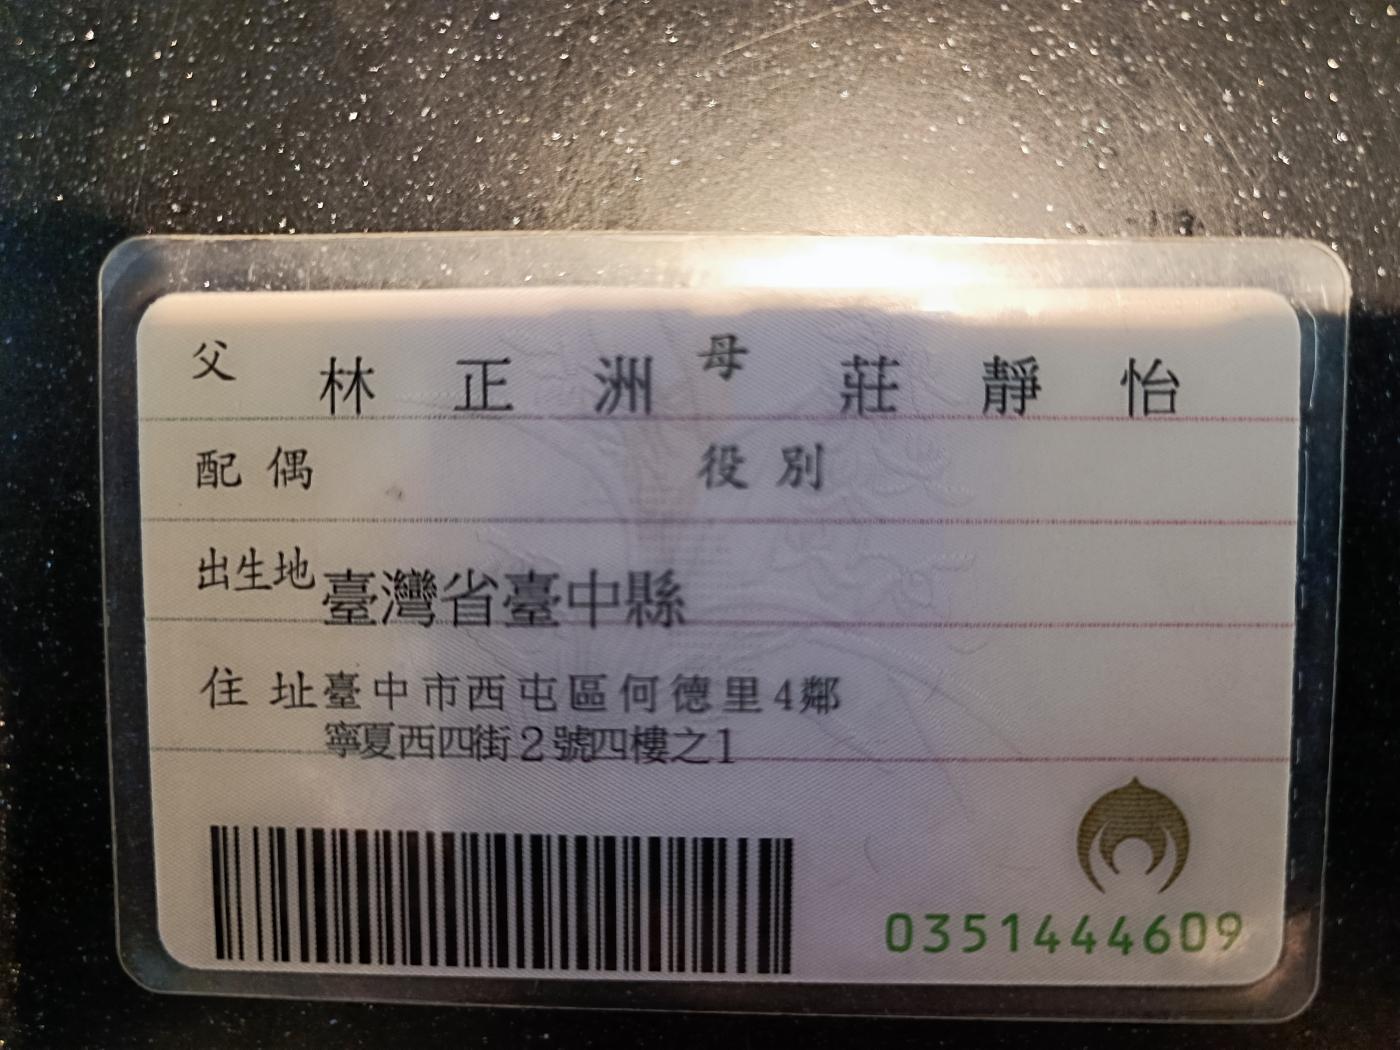 父 林正洲 母 莊靜怡
配偶 役別
出生地 臺灣省臺中縣
住址 臺中市西屯區何德里4鄰
寧夏西四街2號四樓之1
0351444609